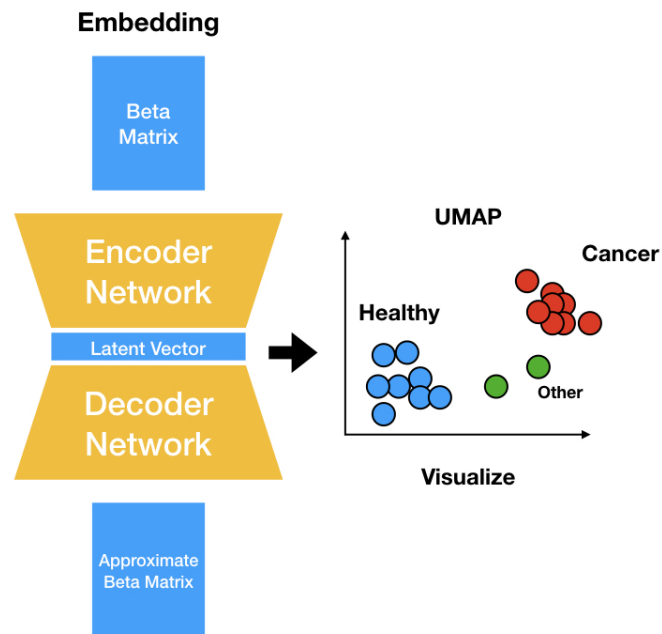 Embedding
Beta
Matrix
Encoder
Network
Latent Vector
Decoder
Network
Approximate
Beta Matrix
UMAP
Cancer
Healthy
Other
Visualize